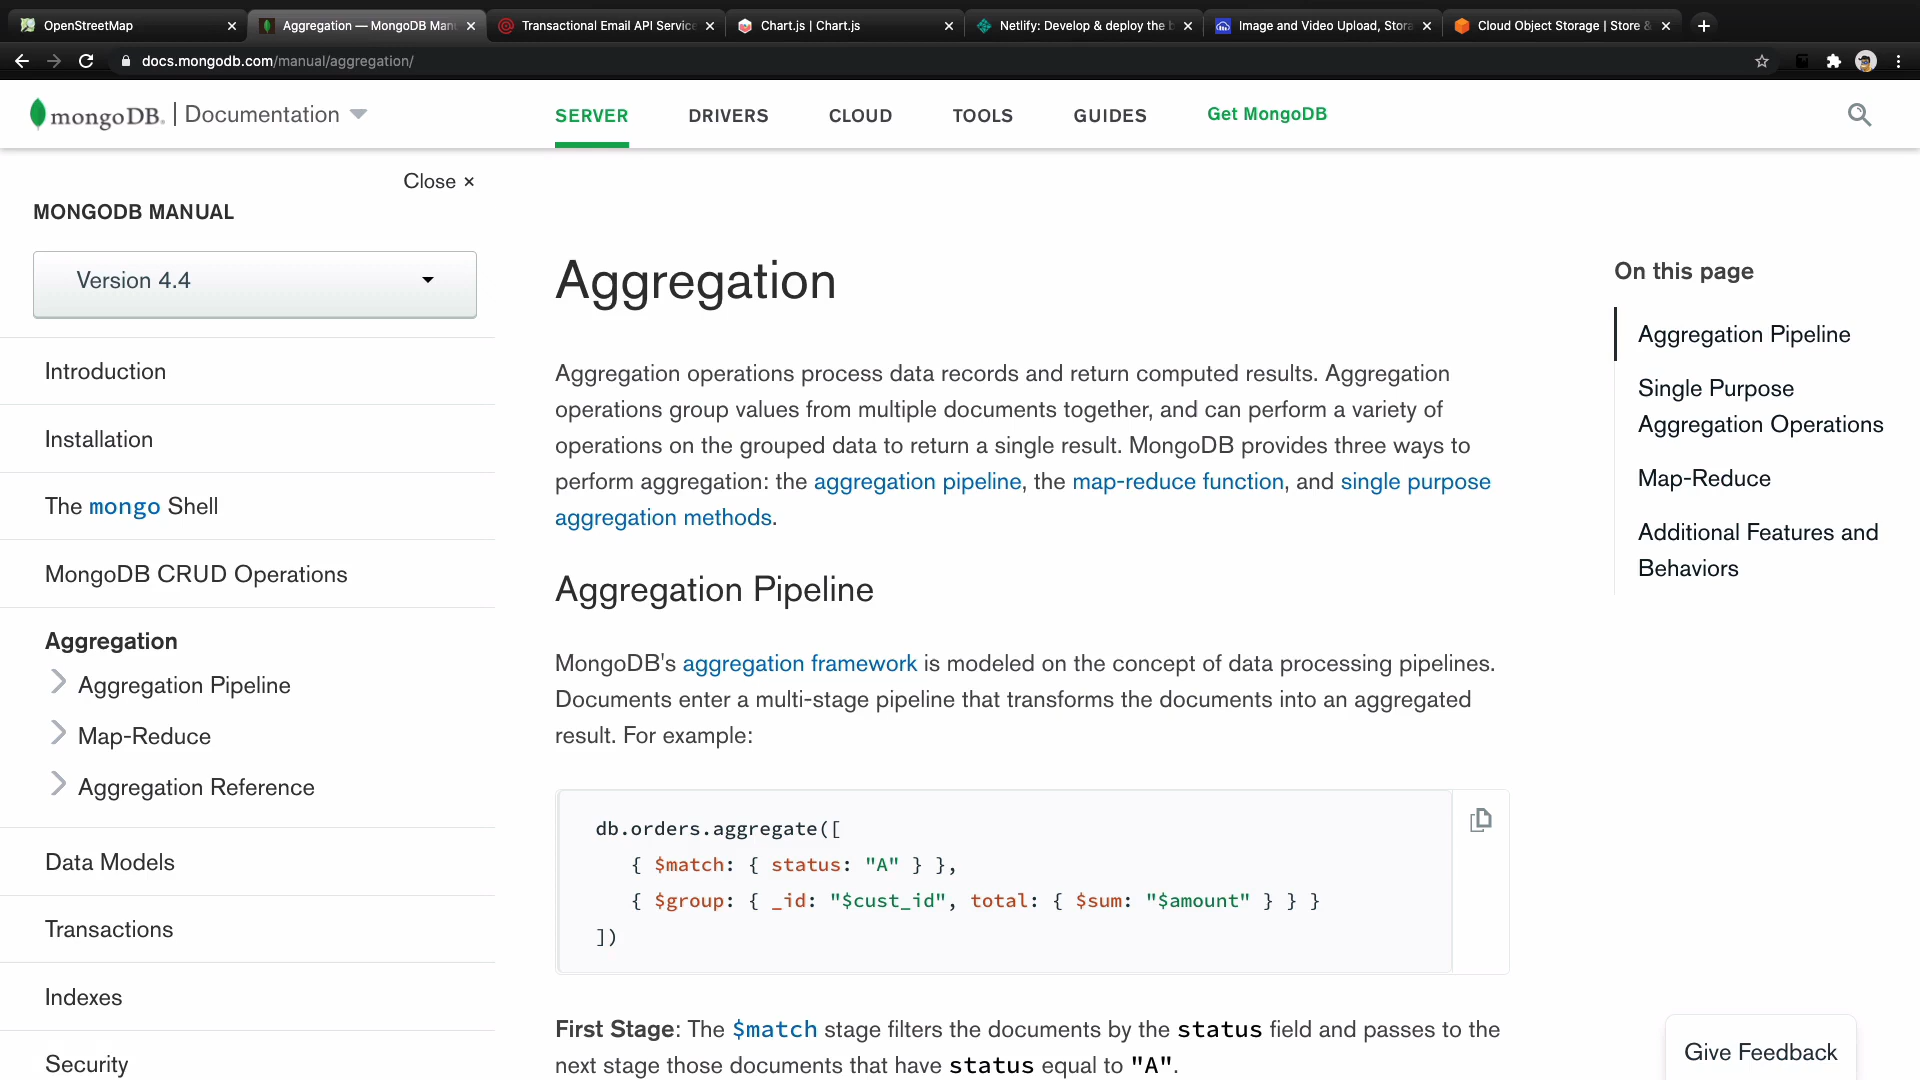 OpenStreetMap
Aggregation — MongoDB Man
Transactional Email API Service
Chart.js | Chart.js
Netlify: Develop & deploy the b
Image and Video Upload, Stora
Cloud Object Storage | Store &
docs.mongodb.com/manual/aggregation/
mongoDB. | Documentation
SERVER
DRIVERS
CLOUD
TOOLS
GUIDES
Get MongoDB
Close ×
MONGODB MANUAL
Version 4.4
Introduction
Installation
The mongo Shell
MongoDB CRUD Operations
Aggregation
Aggregation Pipeline
Map-Reduce
Aggregation Reference
Data Models
Transactions
Indexes
Security
Aggregation
Aggregation operations process data records and return computed results. Aggregation
operations group values from multiple documents together, and can perform a variety of
operations on the grouped data to return a single result. MongoDB provides three ways to
perform aggregation: the aggregation pipeline, the map-reduce function, and single purpose
aggregation methods.
Aggregation Pipeline
MongoDB's aggregation framework is modeled on the concept of data processing pipelines.
Documents enter a multi-stage pipeline that transforms the documents into an aggregated
result. For example:
db.orders.aggregate([
{ $match: { status: "A" } },
{ $group: { _id: "$cust_id", total: { $sum: "$amount" } } }
])
First Stage: The $match stage filters the documents by the status field and passes to the
next stage those documents that have status equal to "A".
On this page
Aggregation Pipeline
Single Purpose
Aggregation Operations
Map-Reduce
Additional Features and
Behaviors
Give Feedback